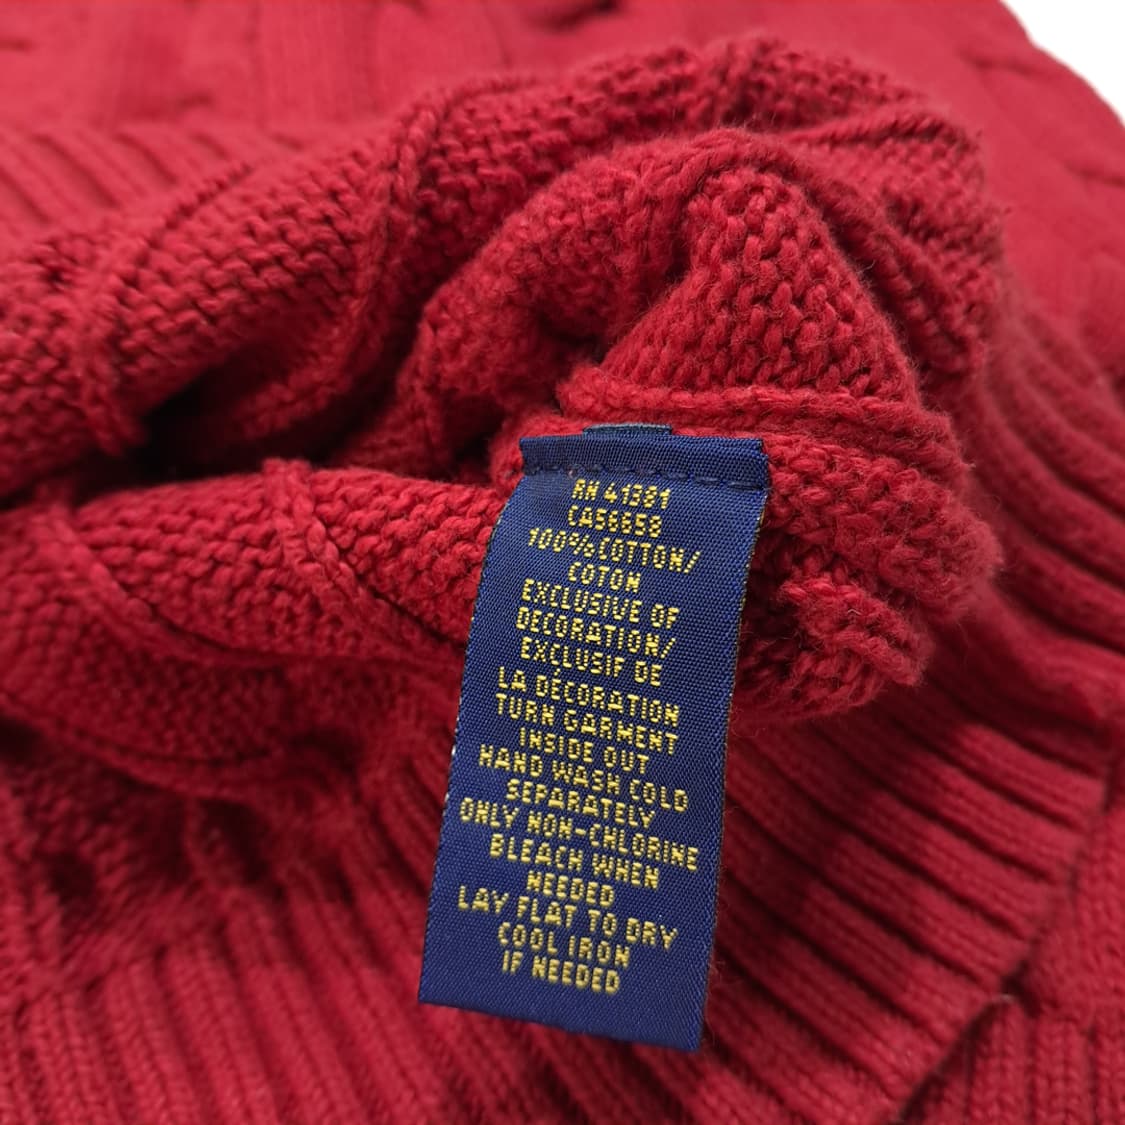 RN 41381
CA56658
100% COTTON/
COTON
EXCLUSIVE OF
DECORATION/
EXCLUSIF DE
LA DÉCORATION
TURN GARMENT
INSIDE OUT
HAND WASH COLD
SEPARATELY
ONLY NON-CHLORINE
BLEACH WHEN
NEEDED
LAY FLAT TO DRY
COOL IRON
IF NEEDED